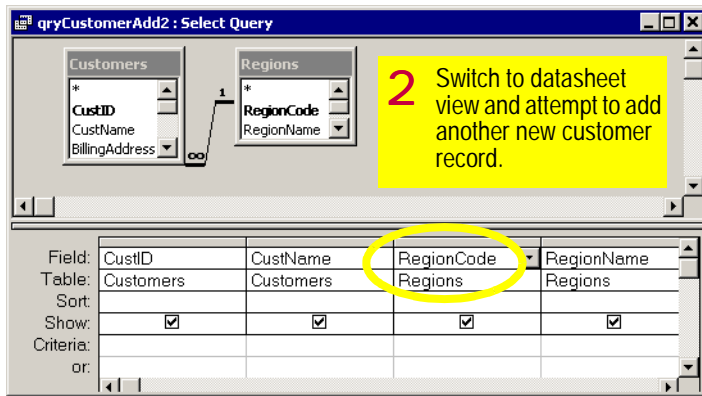 qryCustomerAdd2 : Select Query
Customers
*
CustID
CustName
BillingAddress
1
∞
Regions
*
RegionCode
RegionName
2 Switch to datasheet
view and attempt to add
another new customer
record.
Field: CustID CustName RegionCode RegionName
Table: Customers Customers Regions Regions
Sort:
Show:
Criteria:
or: